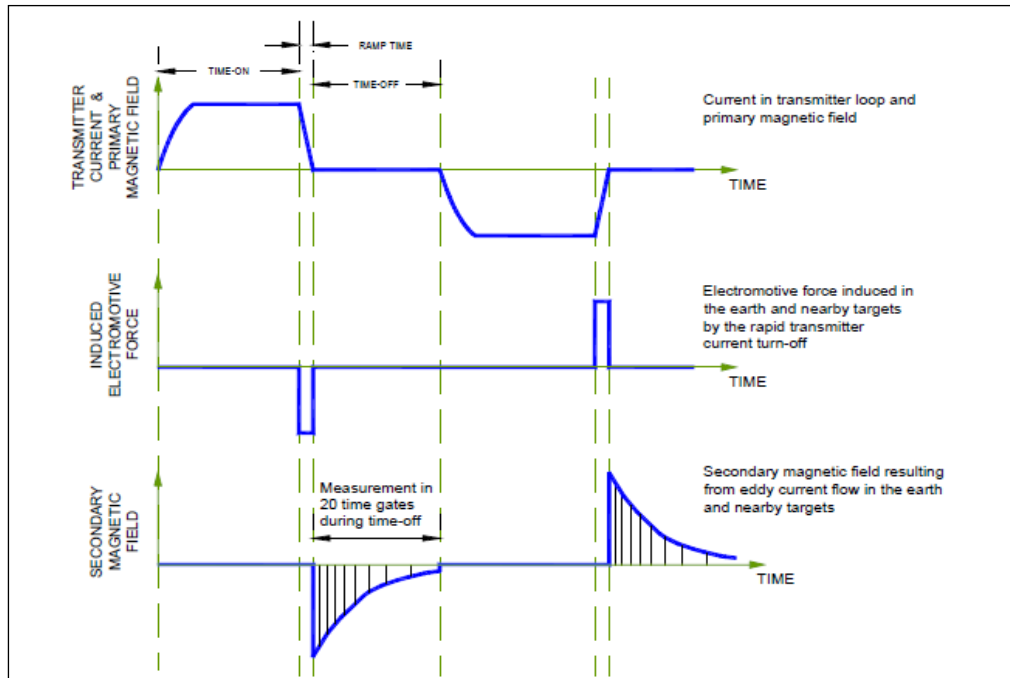 RAMP TIME
TIME-ON
TIME-OFF
TRANSMITTER
CURRENT &
PRIMARY
MAGNETIC FIELD
Current in transmitter loop and
primary magnetic field
TIME
INDUCED
ELECTROMOTIVE
FORCE
Electromotive force induced in
the earth and nearby targets
by the rapid transmitter
current turn-off
TIME
SECONDARY
MAGNETIC
FIELD
Measurement in
20 time gates
during time-off
Secondary magnetic field resulting
from eddy current flow in the earth
and nearby targets
TIME